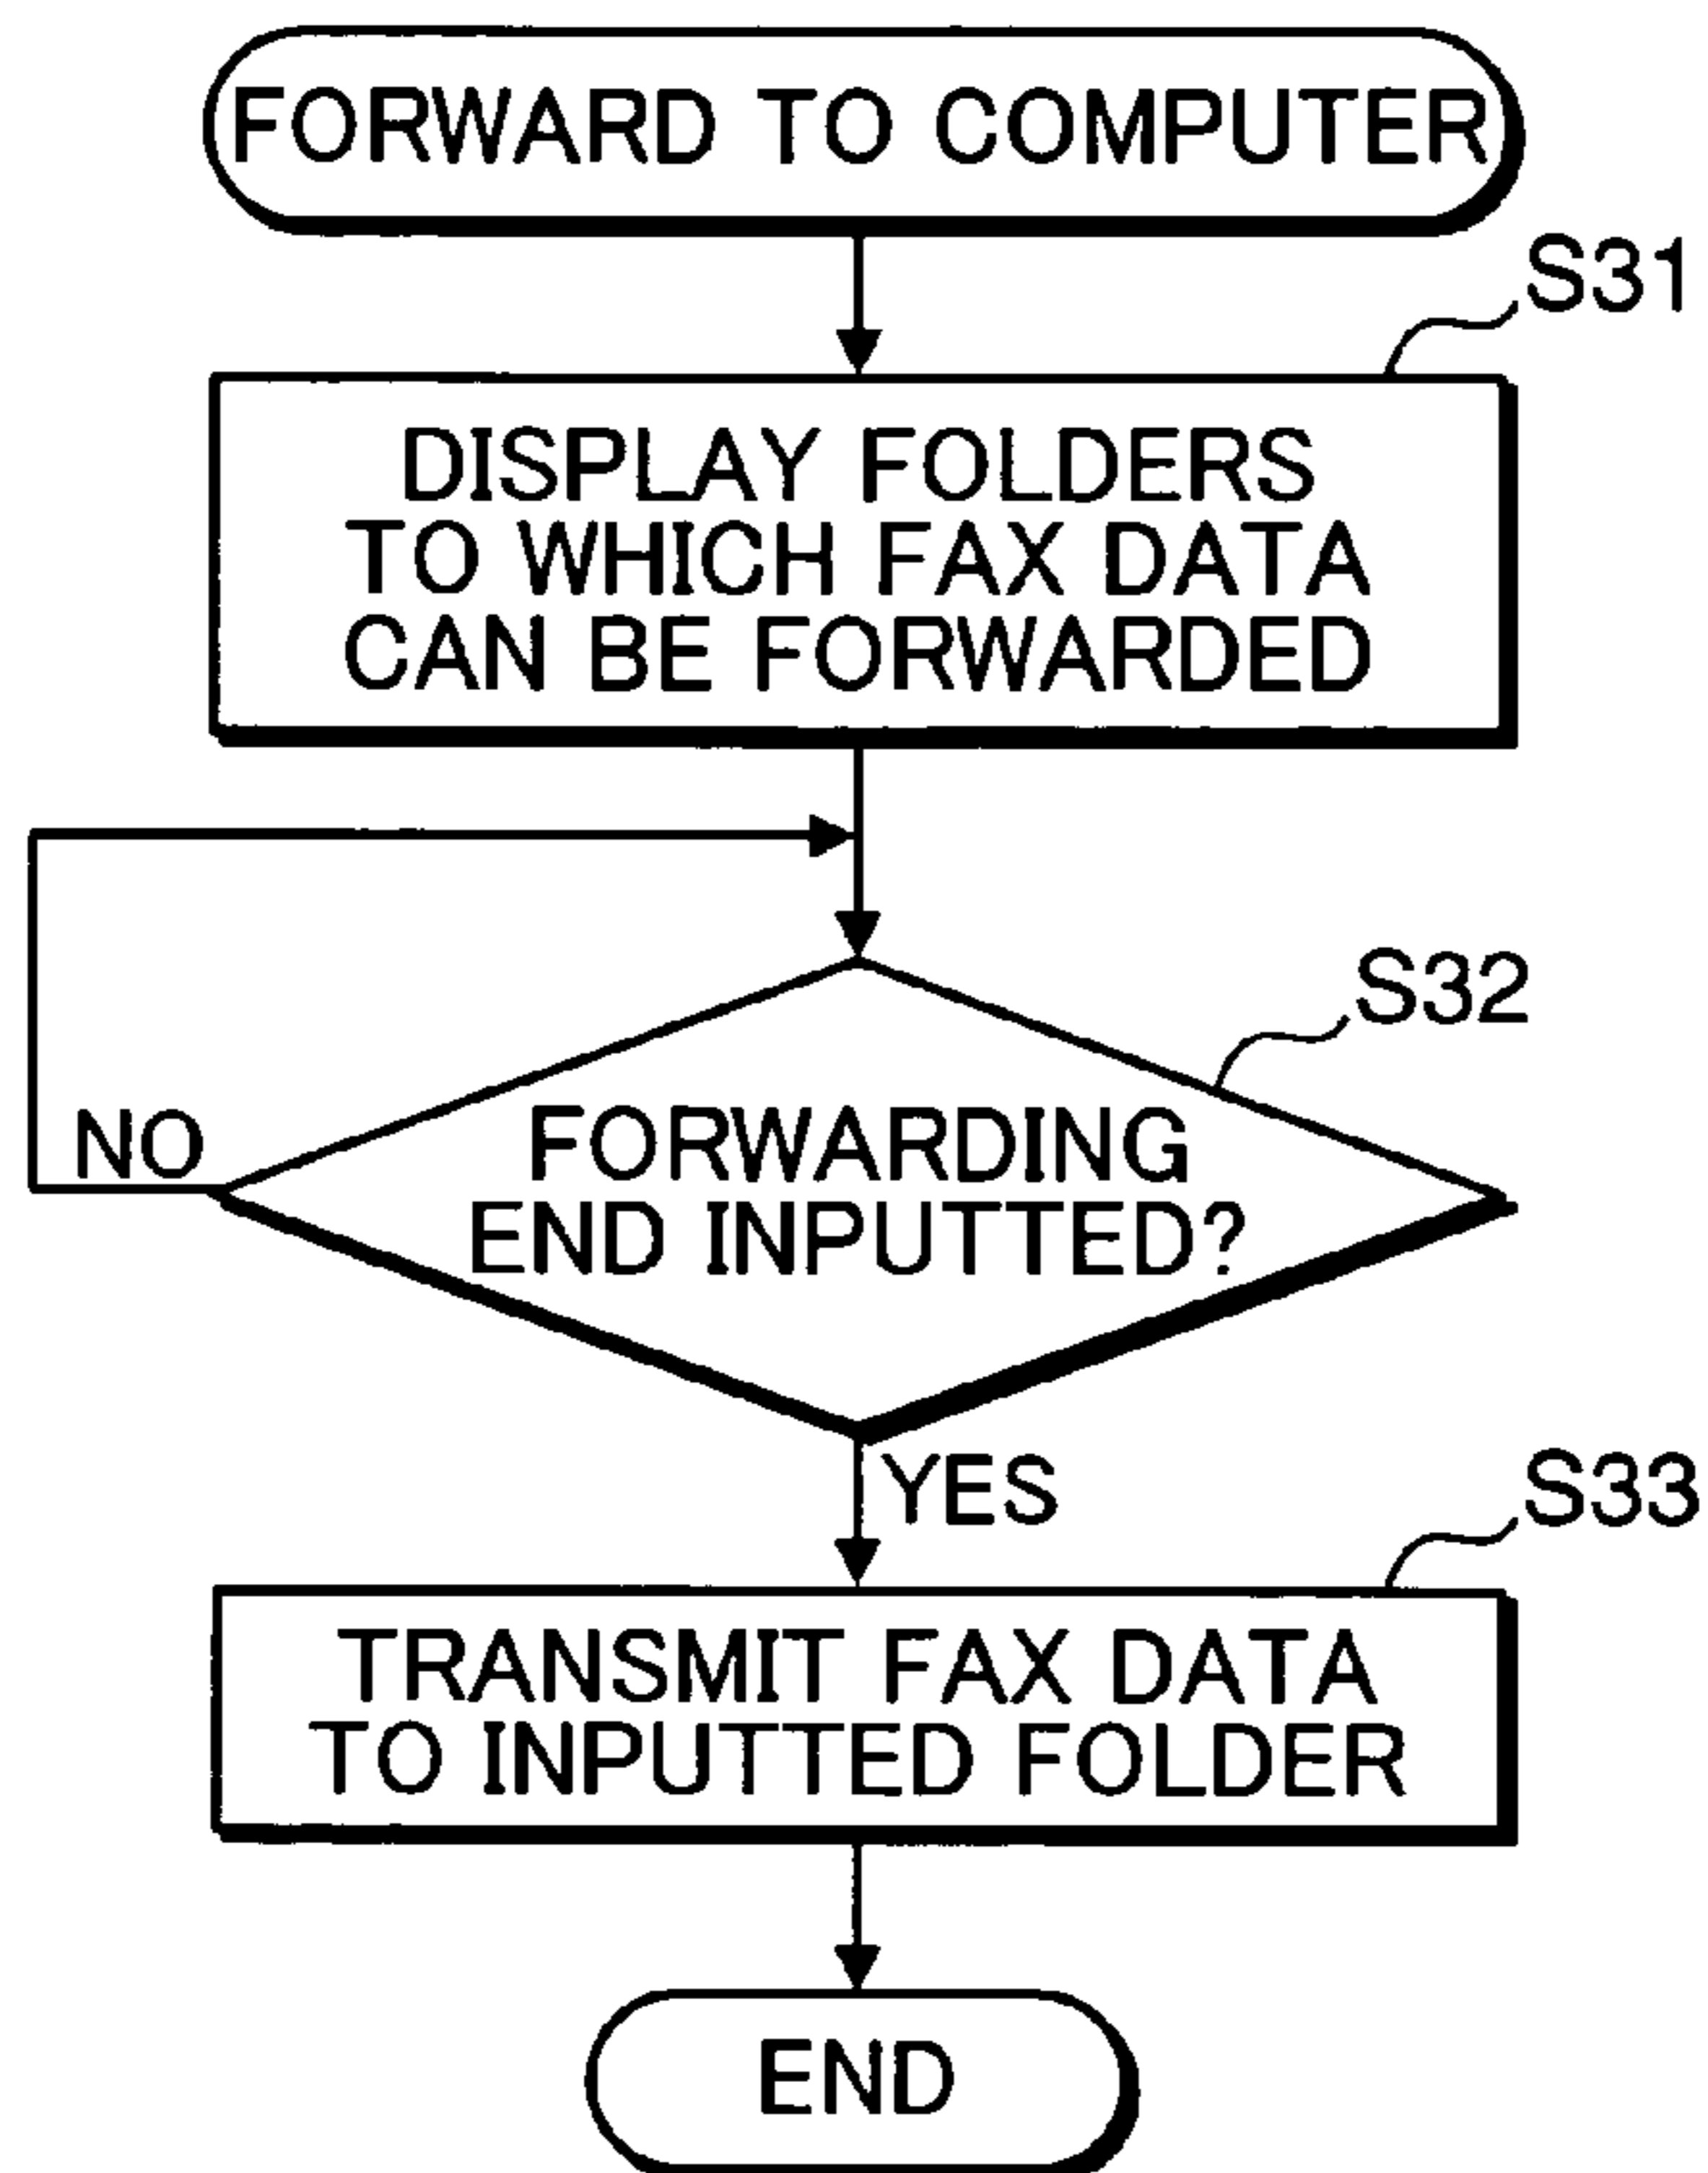 FORWARD TO COMPUTER
S31
DISPLAY FOLDERS
TO WHICH FAX DATA
CAN BE FORWARDED
S32
NO
FORWARDING
END INPUTTED?
YES
S33
TRANSMIT FAX DATA
TO INPUTTED FOLDER
END